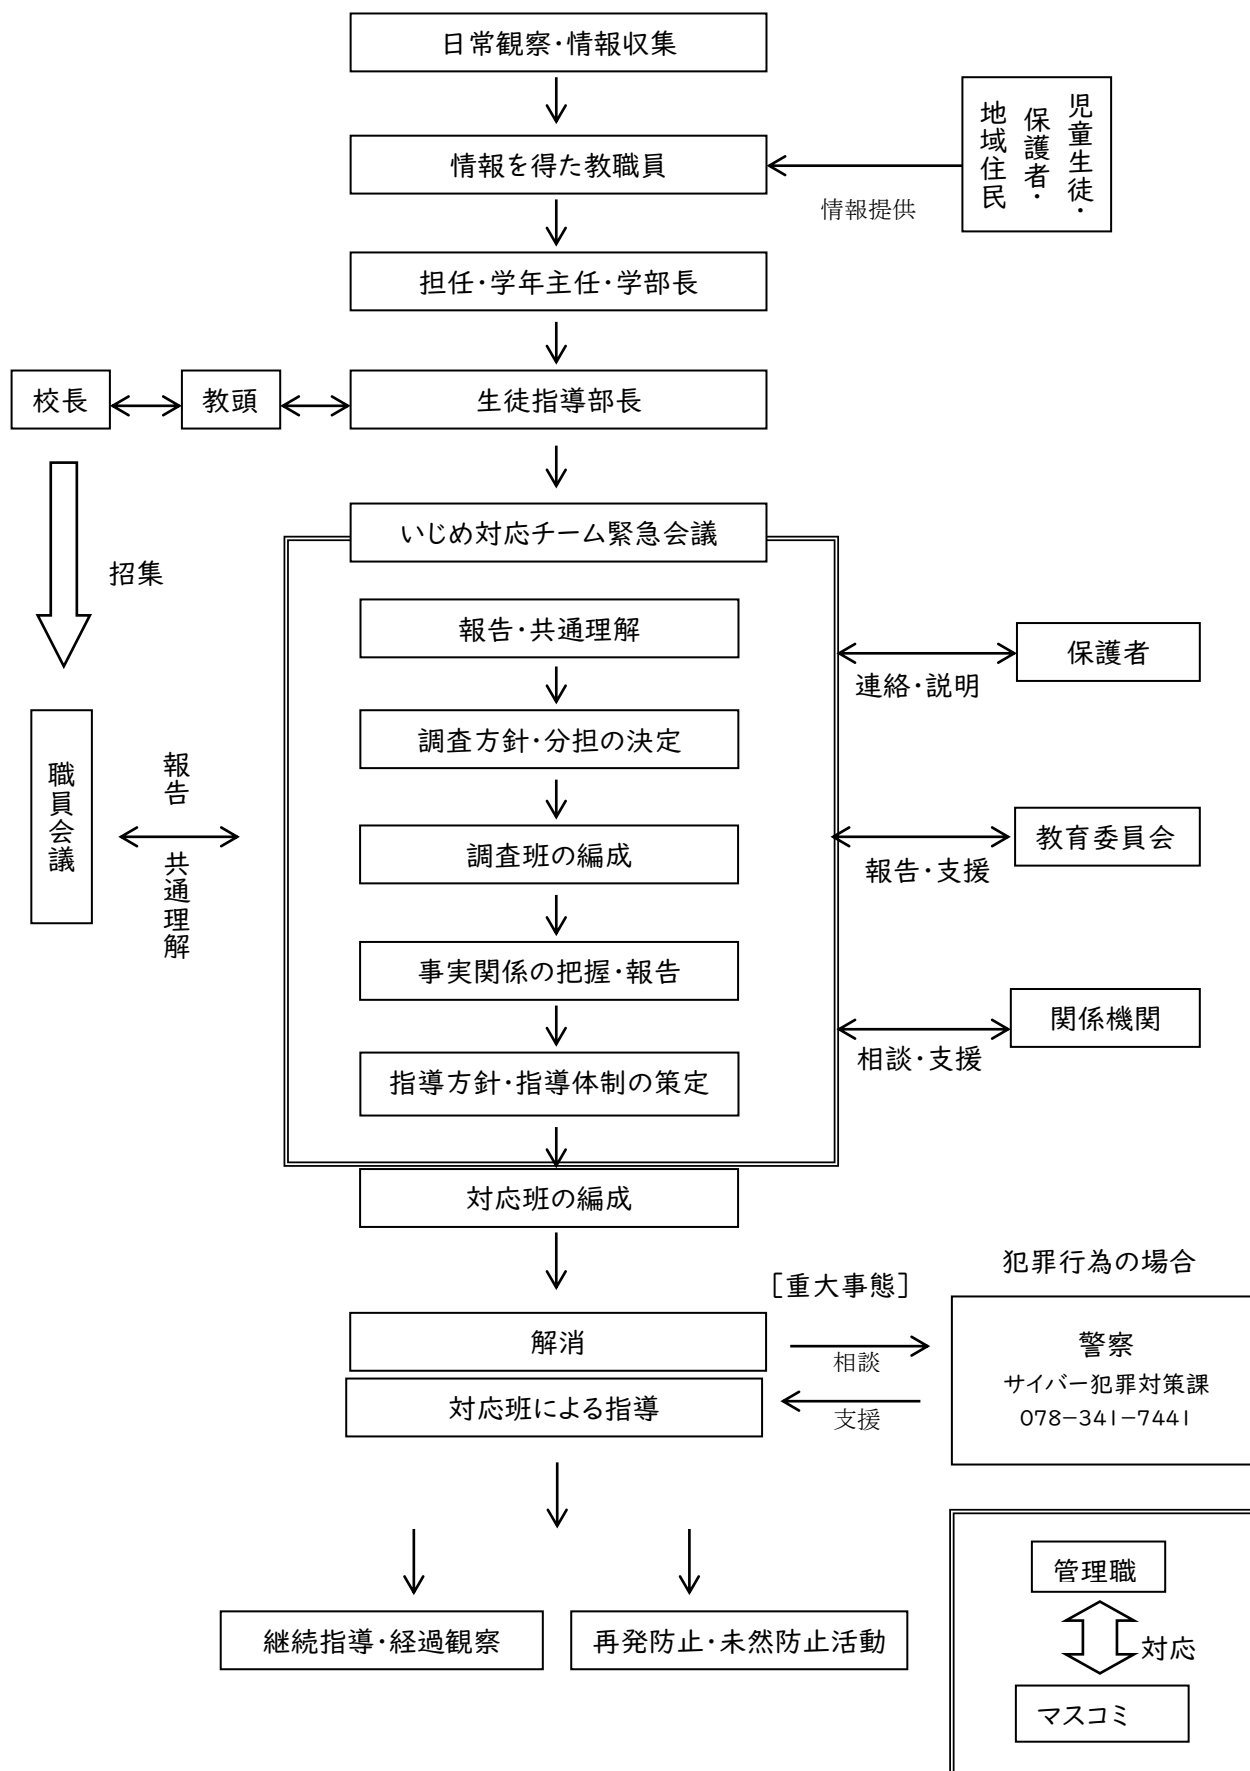 日常観察・情報収集
情報を得た教職員
児童生徒・
保護者・
地域住民
情報提供
担任・学年主任・学部長
校長
教頭
生徒指導部長
いじめ対応チーム緊急会議
招集
報告・共通理解
保護者
連絡・説明
調査方針・分担の決定
職員会議
報告
共通理解
調査班の編成
教育委員会
報告・支援
事実関係の把握・報告
関係機関
相談・支援
指導方針・指導体制の策定
対応班の編成
犯罪行為の場合
[重大事態]
解消
相談
警察
サイバー犯罪対策課
078-341-7441
対応班による指導
支援
管理職
対応
マスコミ
継続指導・経過観察
再発防止・未然防止活動